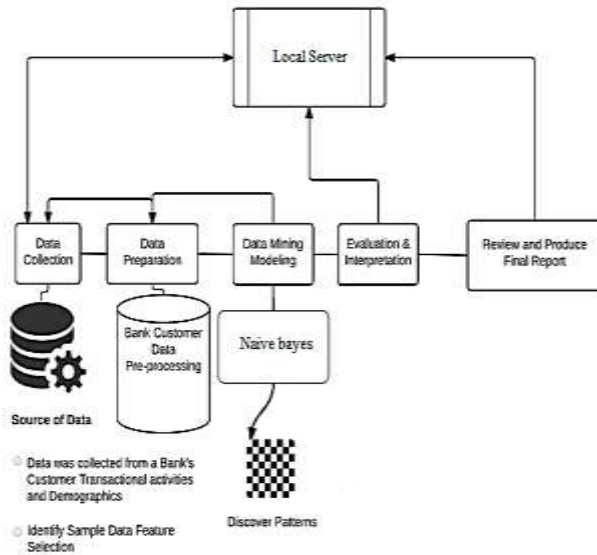 Local Server
Data
Collection
Data
Preparation
Data Mining
Modeling
Evaluation &
Interpretation
Review and Produce
Final Report
Bank Customer
Data
Pre-processing
Naive bayes
Source of Data
Data was collected from a Bank's
Customer Transactional activities
and Demographics
Identify Sample Data Feature
Selection
Discover Patterns